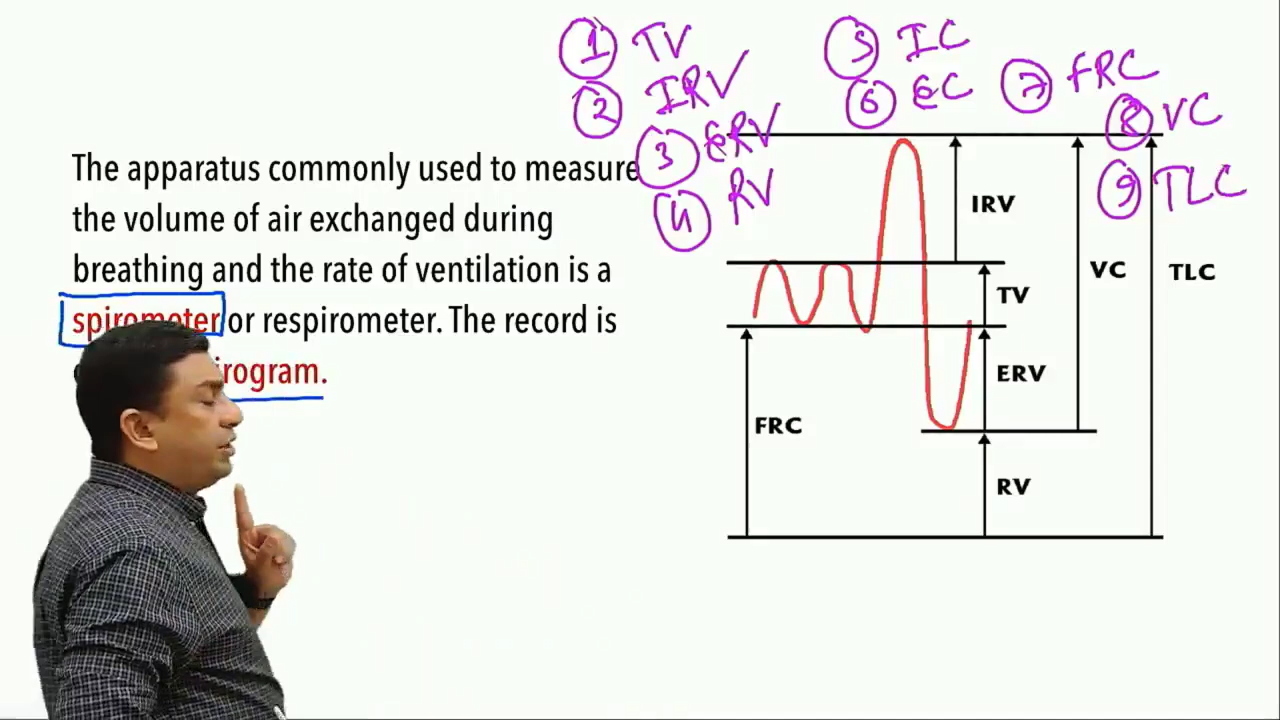 ① TV
② IRV
③ ERV
④ RV
⑤ IC
⑥ EC
⑦ FRC
⑧ VC
⑨ TLC
The apparatus commonly used to measure
the volume of air exchanged during
breathing and the rate of ventilation is a
spirometer or respirometer. The record is
irogram.
IRV
TV
VC
TLC
ERV
FRC
RV